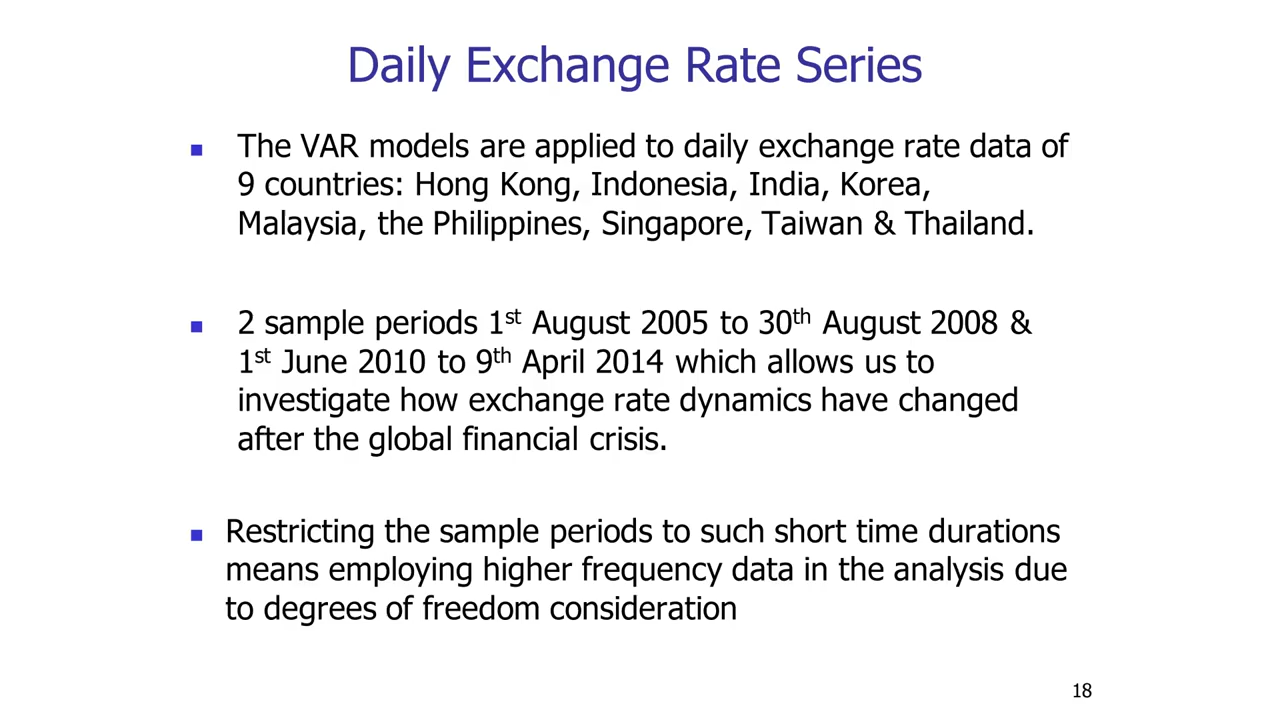 Daily Exchange Rate Series
▪ The VAR models are applied to daily exchange rate data of
9 countries: Hong Kong, Indonesia, India, Korea,
Malaysia, the Philippines, Singapore, Taiwan & Thailand.
▪ 2 sample periods 1st August 2005 to 30th August 2008 &
1st June 2010 to 9th April 2014 which allows us to
investigate how exchange rate dynamics have changed
after the global financial crisis.
▪ Restricting the sample periods to such short time durations
means employing higher frequency data in the analysis due
to degrees of freedom consideration
18